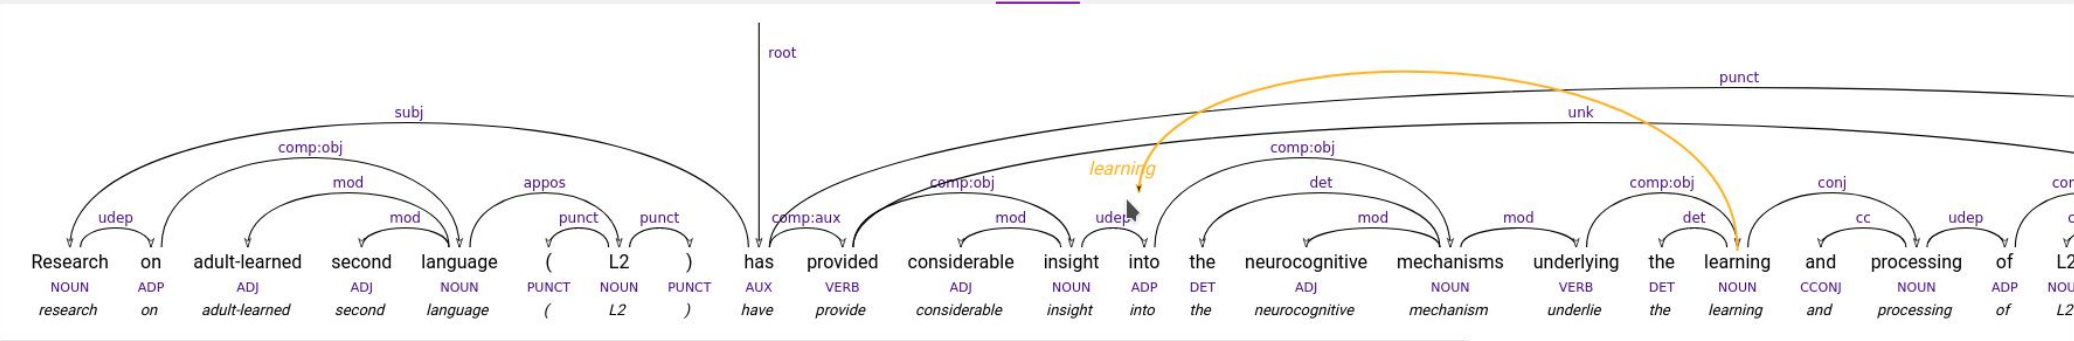 root
punct
subj
unk
comp:obj comp:obj
learning
mod appos comp:obj det comp:obj conj
udep mod punct punct comp:aux mod udep mod mod det cc udep
Research on adult-learned second language ( L2 ) has provided considerable insight into the neurocognitive mechanisms underlying the learning and processing of L2
NOUN ADP ADJ ADJ NOUN PUNCT NOUN PUNCT AUX VERB ADJ NOUN ADP DET ADJ NOUN VERB DET NOUN CCONJ NOUN ADP
research on adult-learned second language ( L2 ) have provide considerable insight into the neurocognitive mechanism underlie the learning and processing of L2